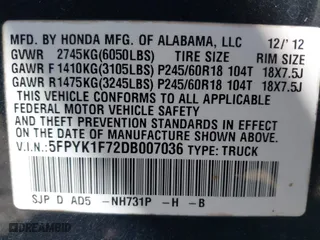 MFD. BY HONDA MFG. OF ALABAMA, LLC 12/'12
GVWR 2745KG(6050LBS) TIRE SIZE RIM SIZE
GAWR F 1410KG(3105LBS) P245/60R18 104T 18X7.5J
GAWR R1475KG(3245LBS) P245/60R18 104T 18X7.5J
THIS VEHICLE CONFORMS TO ALL APPLICABLE
FEDERAL MOTOR VEHICLE SAFETY
AND THEFT PREVENTION STANDARDS IN EFFECT
ON THE DATE OF MANUFACTURE SHOWN ABOVE.
V.I.N.: 5FPYK1F72DB007036 TYPE: TRUCK
SJP D AD5 -NH731P -H -B
© BIDFAX